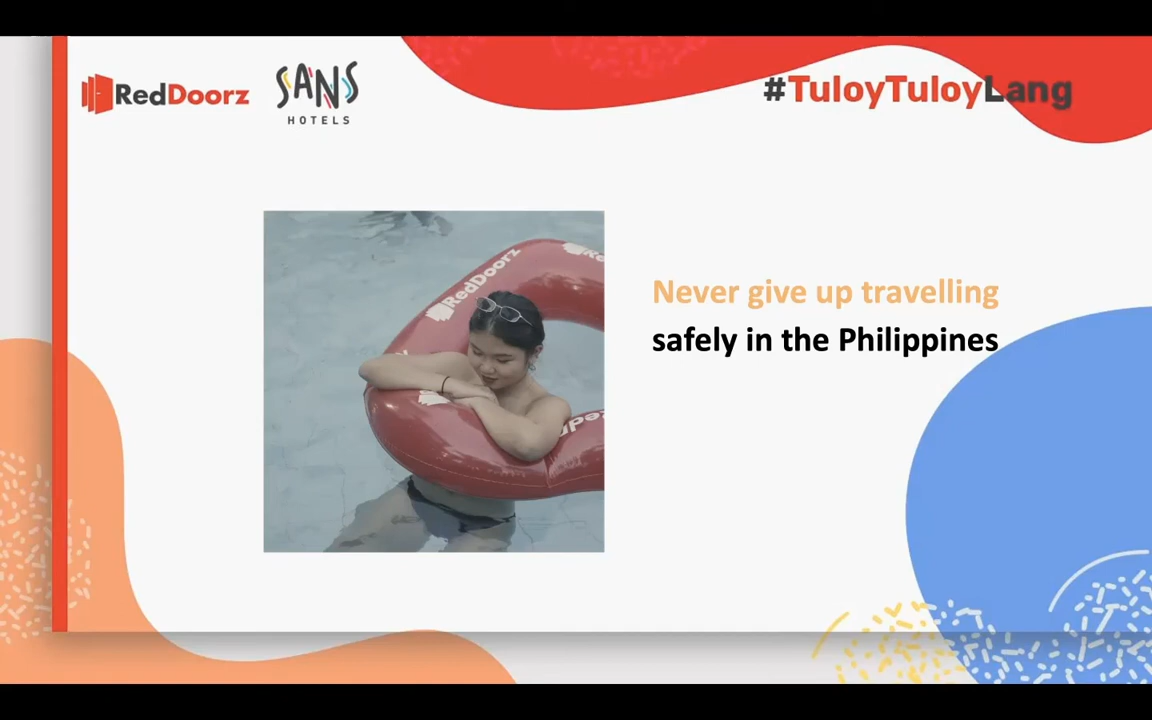 RedDoorz
SANS
HOTELS
#TuloyTuloyLang
RedDoorz
Never give up travelling
safely in the Philippines